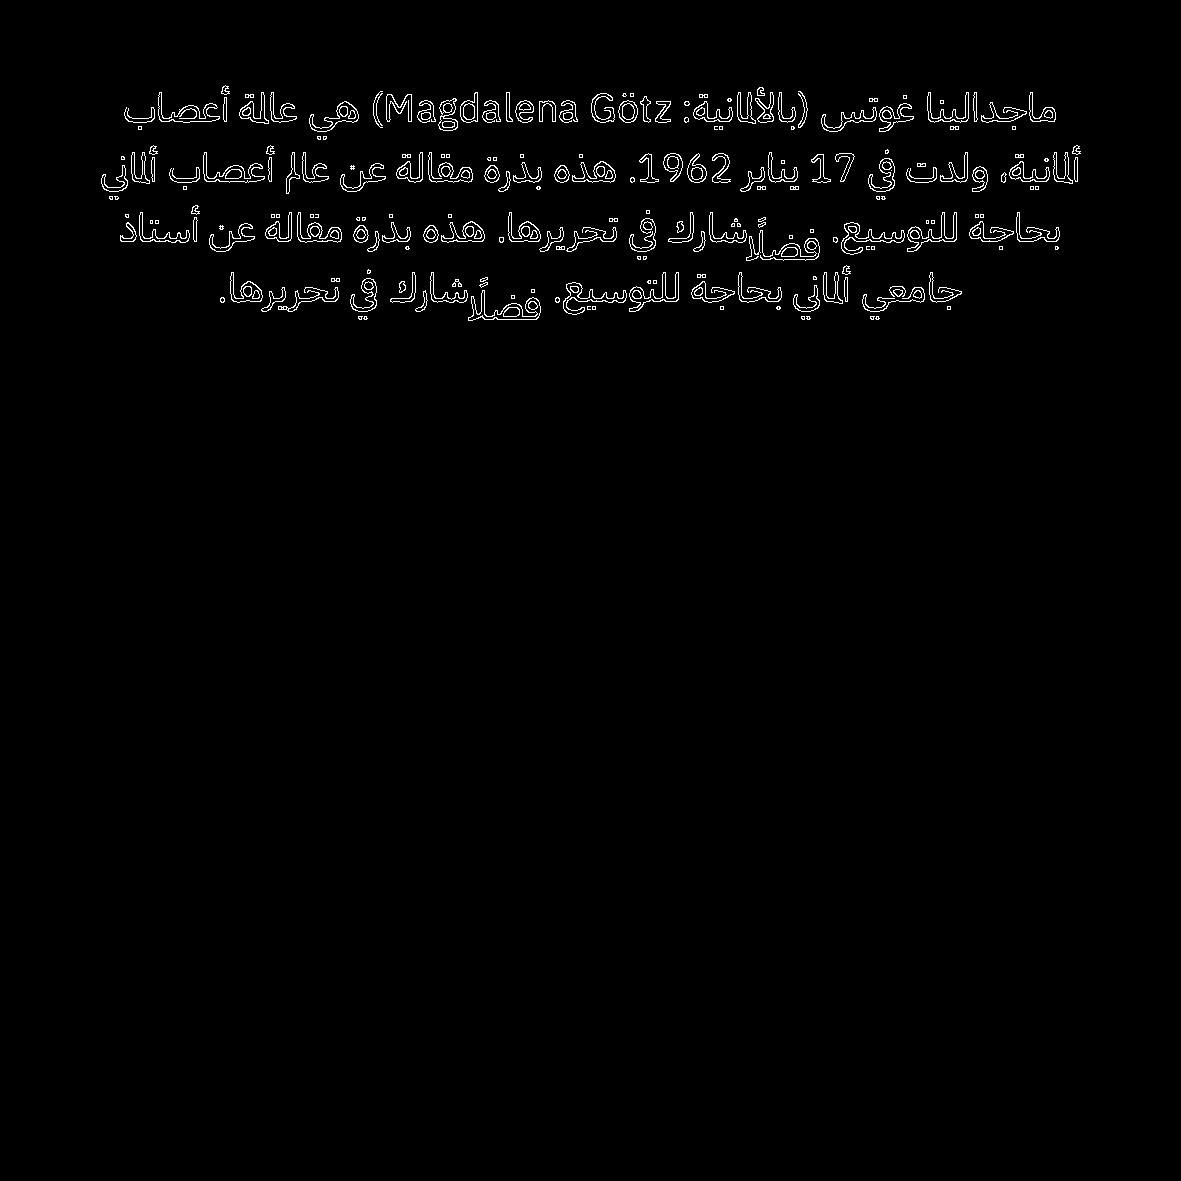 ماجدالينا غوتس (بالألمانية: Magdalena Götz) هي عالمة أعصاب
ألمانية، ولدت في 17 يناير 1962. هذه بذرة مقالة عن عالم أعصاب ألماني
بحاجة للتوسيع. فضلًا شارك في تحريرها. هذه بذرة مقالة عن أستاذ
جامعي ألماني بحاجة للتوسيع. فضلًا شارك في تحريرها.